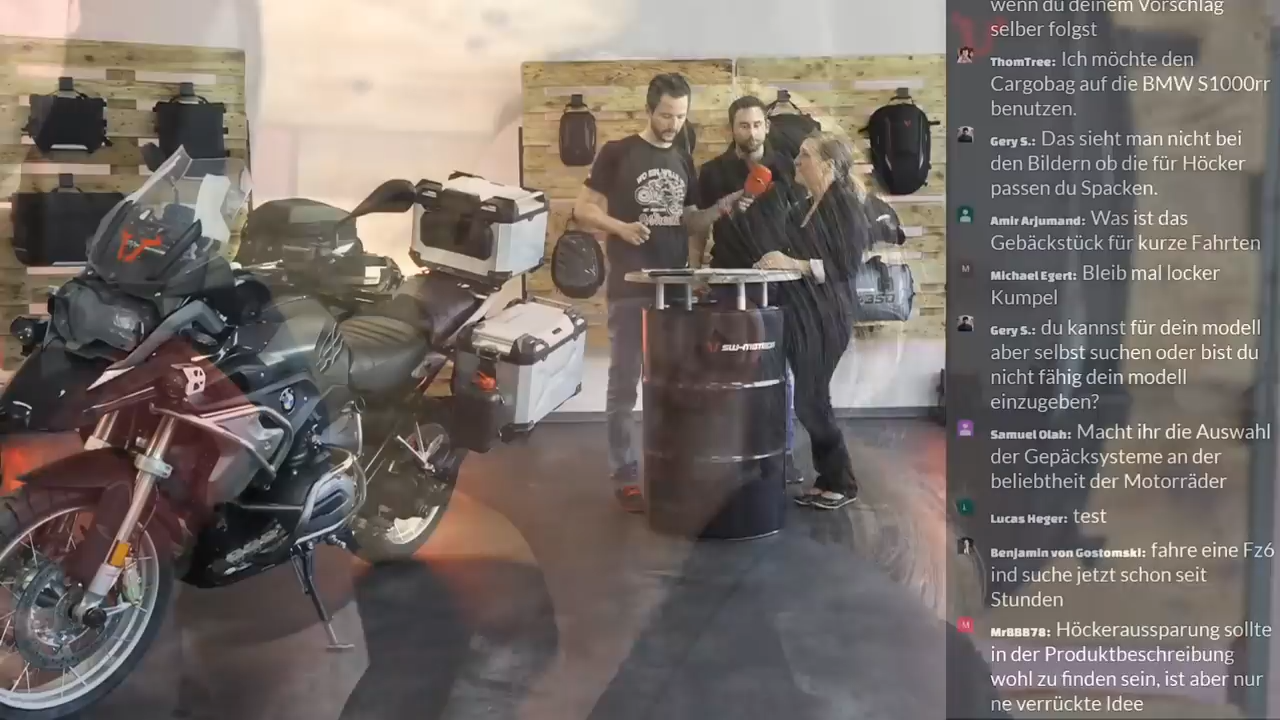 wenn du deinem Vorschlag
selber folgst
ThomTree: Ich möchte den
Cargobag auf die BMW S1000rr
benutzen.
Gery S.: Das sieht man nicht bei
den Bildern ob die für Höcker
passen du Spacken.
Amir Arjumand: Was ist das
Gebäckstück für kurze Fahrten
Michael Egert: Bleib mal locker
Kumpel
Gery S.: du kannst für dein modell
aber selbst suchen oder bist du
nicht fähig dein modell
einzugeben?
Samuel Olah: Macht ihr die Auswahl
der Gepäcksysteme an der
beliebtheit der Motorräder
Lucas Heger: test
Benjamin von Gostomski: fahre eine Fz6
ind suche jetzt schon seit
Stunden
MrBBB78: Höckeraussparung sollte
in der Produktbeschreibung
wohl zu finden sein, ist aber nur
ne verrückte Idee
SW-MOTECH